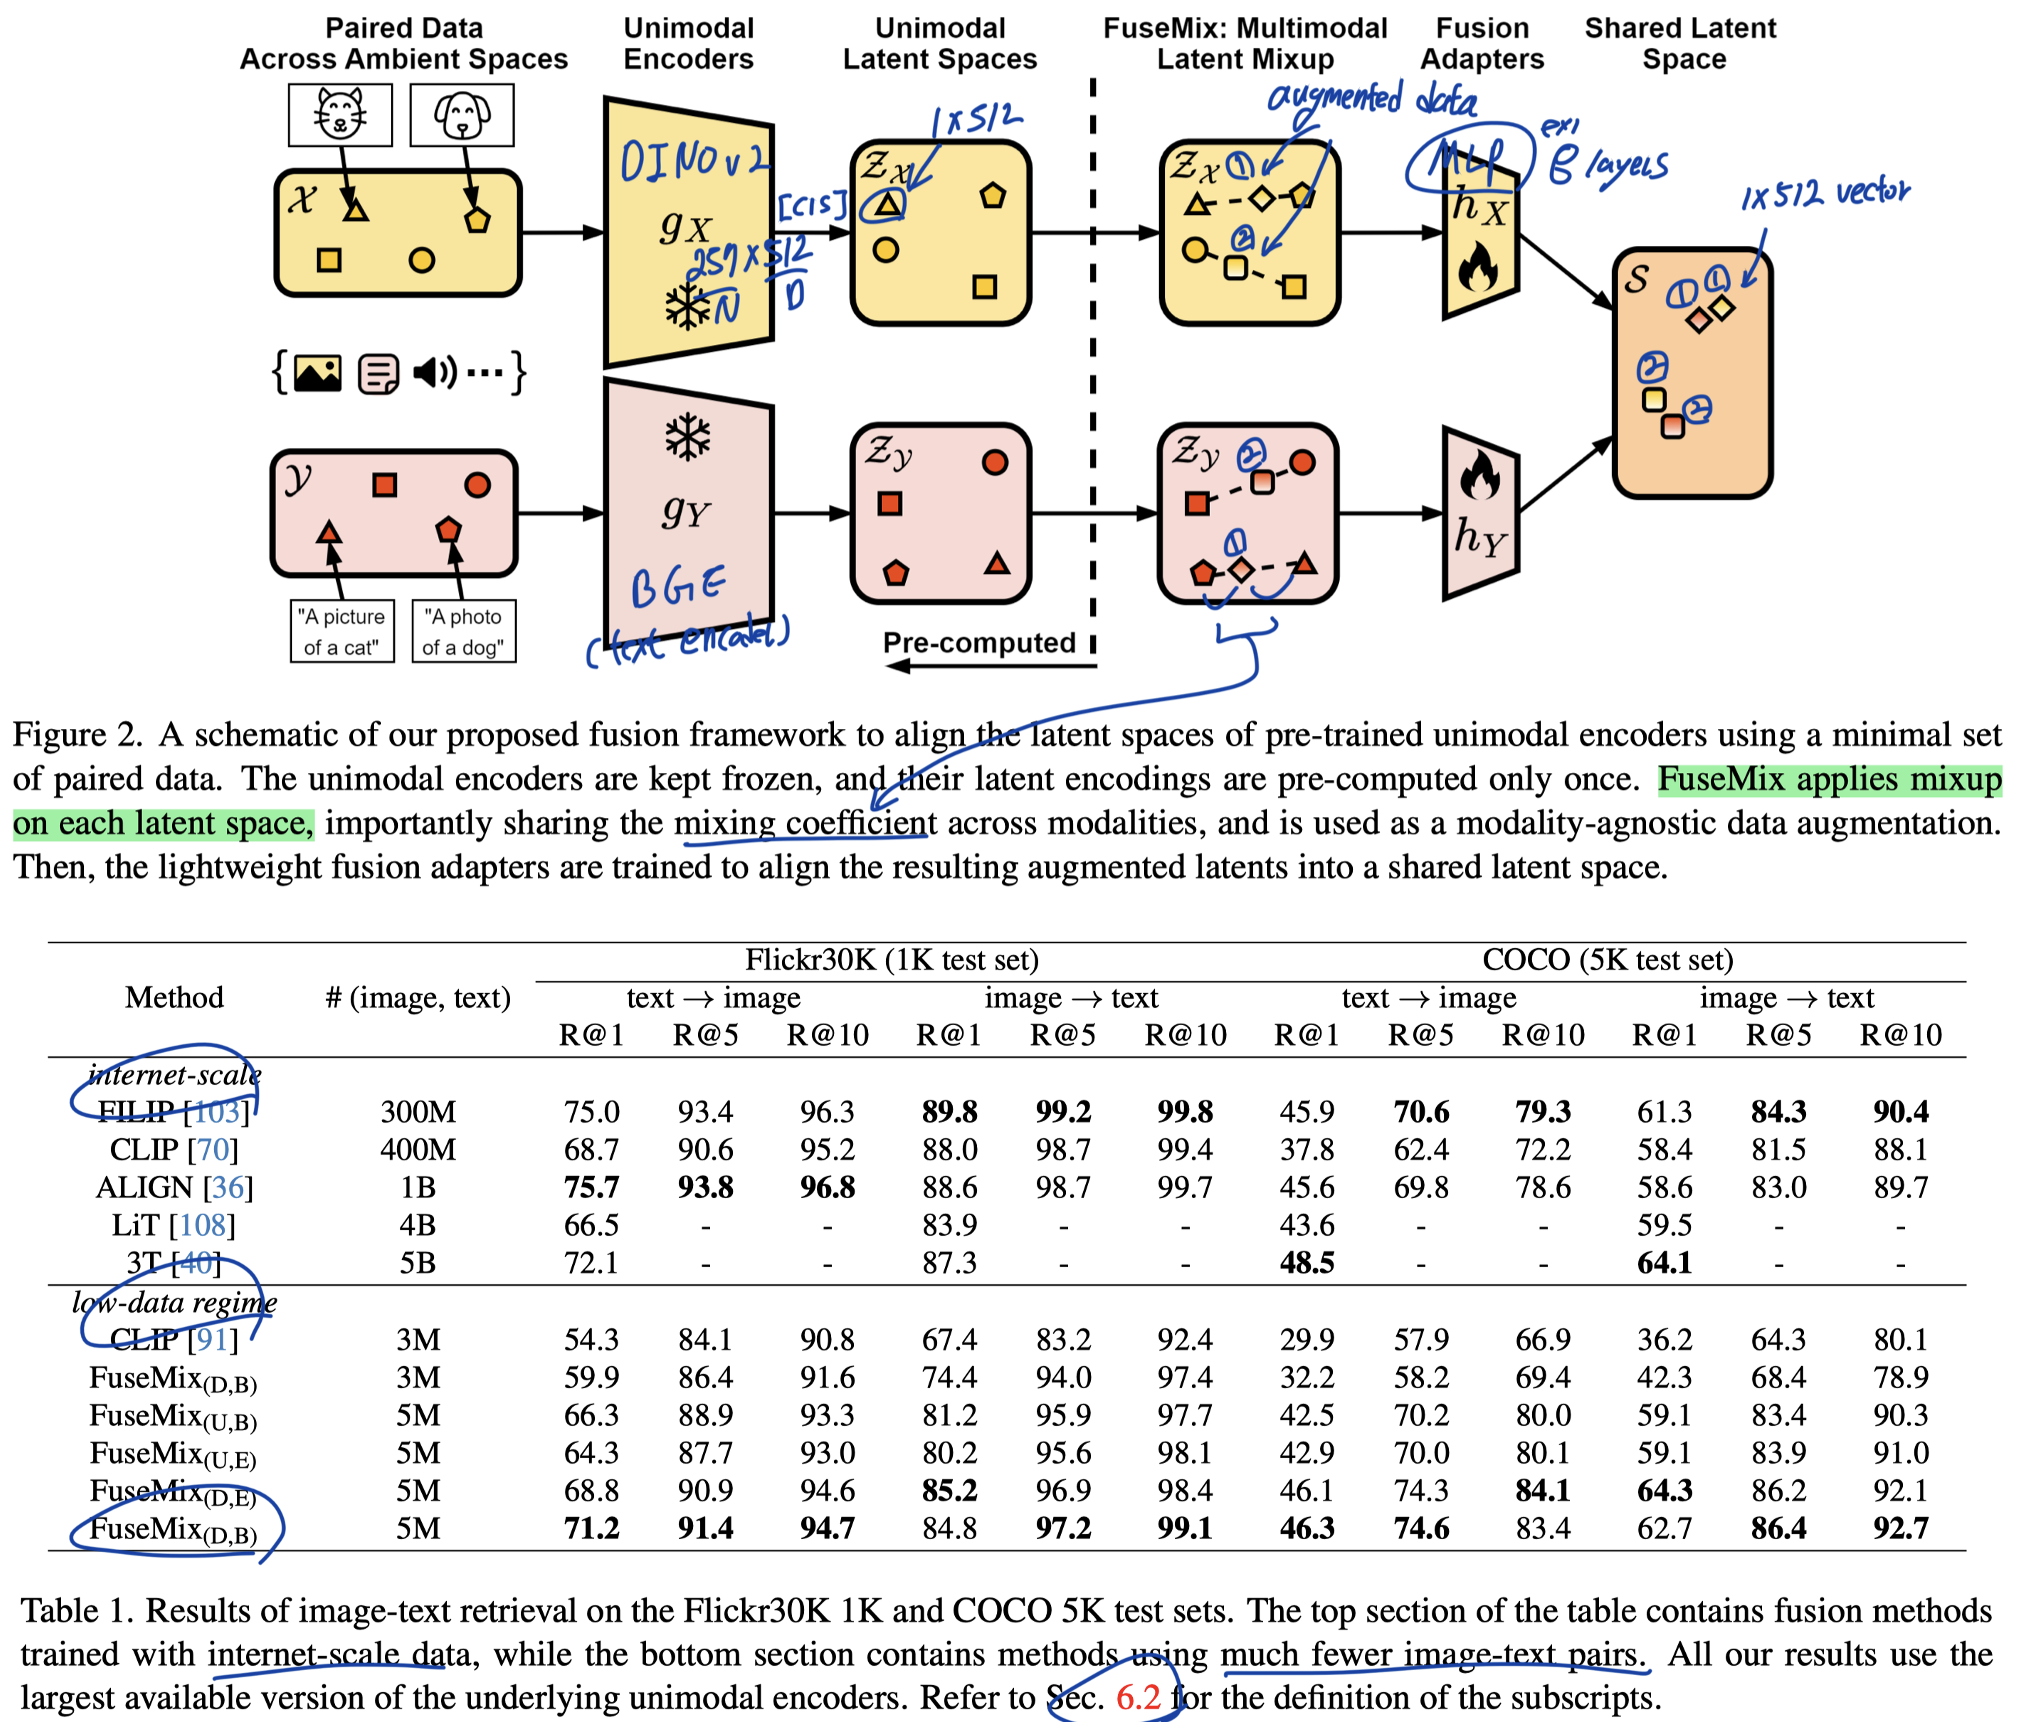 Paired Data
Across Ambient Spaces
Unimodal
Encoders
Unimodal
Latent Spaces
FuseMix: Multimodal
Latent Mixup
Fusion
Adapters
Shared Latent
Space
augmented data
1×512
DINO v2
[cls]
MLP
8 layers
1×512 vector
X
g_X
257×512
N
D
Z_X
Z_X
①
②
h_X
S
① ①
②
②
Y
g_Y
BGE
(text encoder)
Z_Y
Z_Y
②
①
h_Y
"A picture
of a cat"
"A photo
of a dog"
Pre-computed
Figure 2. A schematic of our proposed fusion framework to align the latent spaces of pre-trained unimodal encoders using a minimal set
of paired data. The unimodal encoders are kept frozen, and their latent encodings are pre-computed only once. FuseMix applies mixup
on each latent space, importantly sharing the mixing coefficient across modalities, and is used as a modality-agnostic data augmentation.
Then, the lightweight fusion adapters are trained to align the resulting augmented latents into a shared latent space.
Flickr30K (1K test set) COCO (5K test set)
Method # (image, text) text → image image → text text → image image → text
R@1 R@5 R@10 R@1 R@5 R@10 R@1 R@5 R@10 R@1 R@5 R@10
internet-scale
FILIP [103] 300M 75.0 93.4 96.3 89.8 99.2 99.8 45.9 70.6 79.3 61.3 84.3 90.4
CLIP [70] 400M 68.7 90.6 95.2 88.0 98.7 99.4 37.8 62.4 72.2 58.4 81.5 88.1
ALIGN [36] 1B 75.7 93.8 96.8 88.6 98.7 99.7 45.6 69.8 78.6 58.6 83.0 89.7
LiT [108] 4B 66.5 - - 83.9 - - 43.6 - - 59.5 - -
3T [40] 5B 72.1 - - 87.3 - - 48.5 - - 64.1 - -
low-data regime
CLIP [91] 3M 54.3 84.1 90.8 67.4 83.2 92.4 29.9 57.9 66.9 36.2 64.3 80.1
FuseMix(D,B) 3M 59.9 86.4 91.6 74.4 94.0 97.4 32.2 58.2 69.4 42.3 68.4 78.9
FuseMix(U,B) 5M 66.3 88.9 93.3 81.2 95.9 97.7 42.5 70.2 80.0 59.1 83.4 90.3
FuseMix(U,E) 5M 64.3 87.7 93.0 80.2 95.6 98.1 42.9 70.0 80.1 59.1 83.9 91.0
FuseMix(D,E) 5M 68.8 90.9 94.6 85.2 96.9 98.4 46.1 74.3 84.1 64.3 86.2 92.1
FuseMix(D,B) 5M 71.2 91.4 94.7 84.8 97.2 99.1 46.3 74.6 83.4 62.7 86.4 92.7
Table 1. Results of image-text retrieval on the Flickr30K 1K and COCO 5K test sets. The top section of the table contains fusion methods
trained with internet-scale data, while the bottom section contains methods using much fewer image-text pairs. All our results use the
largest available version of the underlying unimodal encoders. Refer to Sec. 6.2 for the definition of the subscripts.